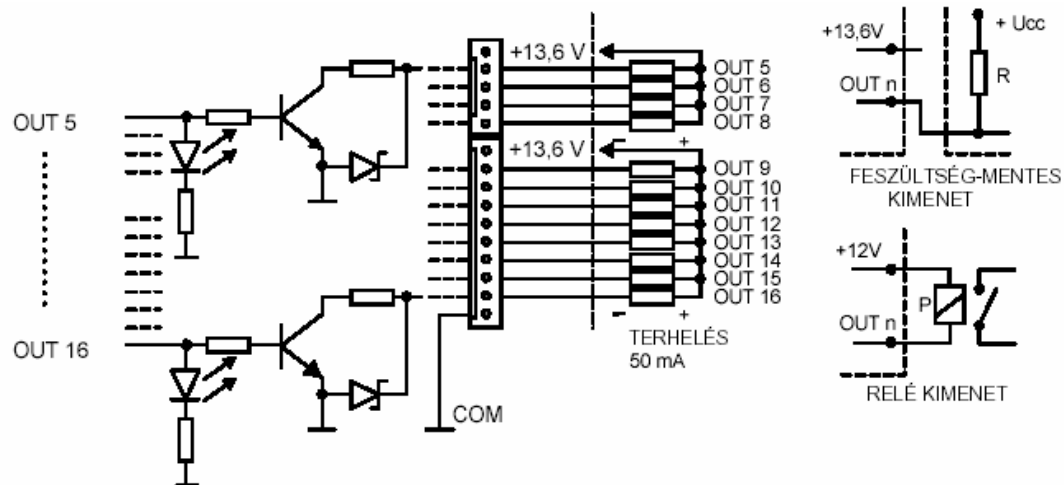 OUT 5
OUT 16
+13,6 V
OUT 5
OUT 6
OUT 7
OUT 8
+13,6 V
+
OUT 9
OUT 10
OUT 11
OUT 12
OUT 13
OUT 14
OUT 15
OUT 16
– +
TERHELÉS
50 mA
COM
+13,6V
+ Ucc
OUT n
R
FESZÜLTSÉG-MENTES
KIMENET
+12V
P
OUT n
RELÉ KIMENET